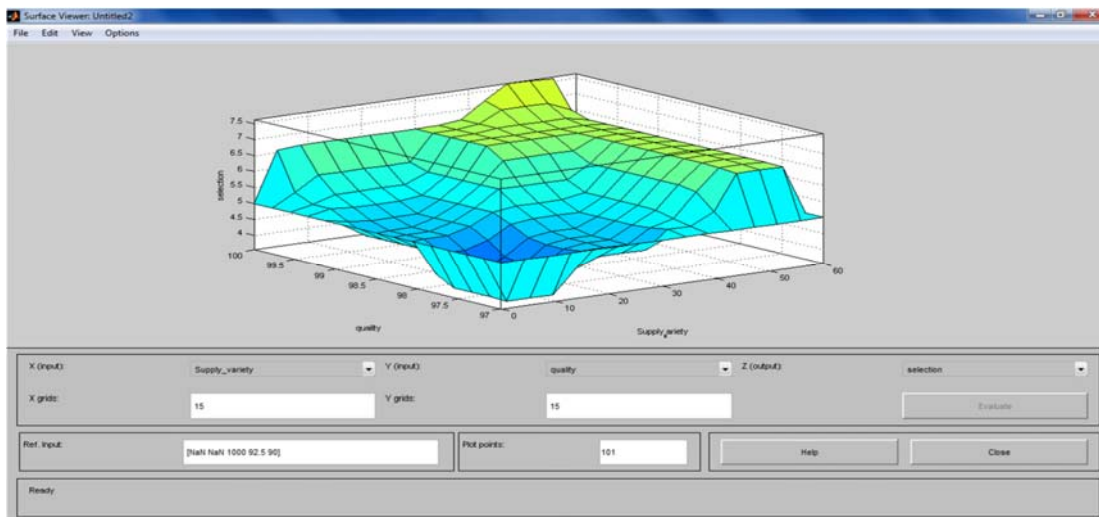 Surface Viewer: Untitled2
File Edit View Options
7.5
7
6.5
6
5.5
5
4.5
4
selection
100
99.5
99
98.5
98
97.5
97
quality
0
10
20
30
40
50
60
Supply_variety
X (input): Supply_variety Y (input): quality Z (output): selection
X grids: 15 Y grids: 15 Evaluate
Ref. Input: [NaN NaN 1000 92.5 90] Plot points: 101 Help Close
Ready